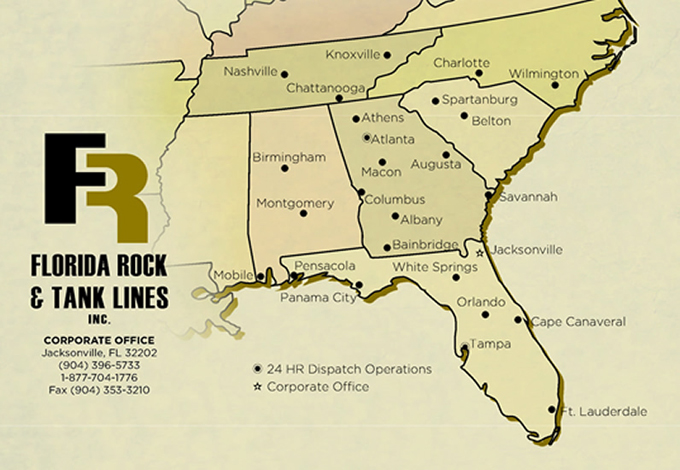 Knoxville
Nashville
Charlotte
Chattanooga
Wilmington
Spartanburg
Athens
Belton
Atlanta
Birmingham
Augusta
Macon
Columbus
Savannah
Montgomery
Albany
Bainbridge
Jacksonville
Mobile
Pensacola
White Springs
Panama City
Orlando
Cape Canaveral
Tampa
Ft. Lauderdale
FR
FLORIDA ROCK
& TANK LINES
INC.
CORPORATE OFFICE
Jacksonville, FL 32202
(904) 396-5733
1-877-704-1776
Fax (904) 353-3210
24 HR Dispatch Operations
Corporate Office